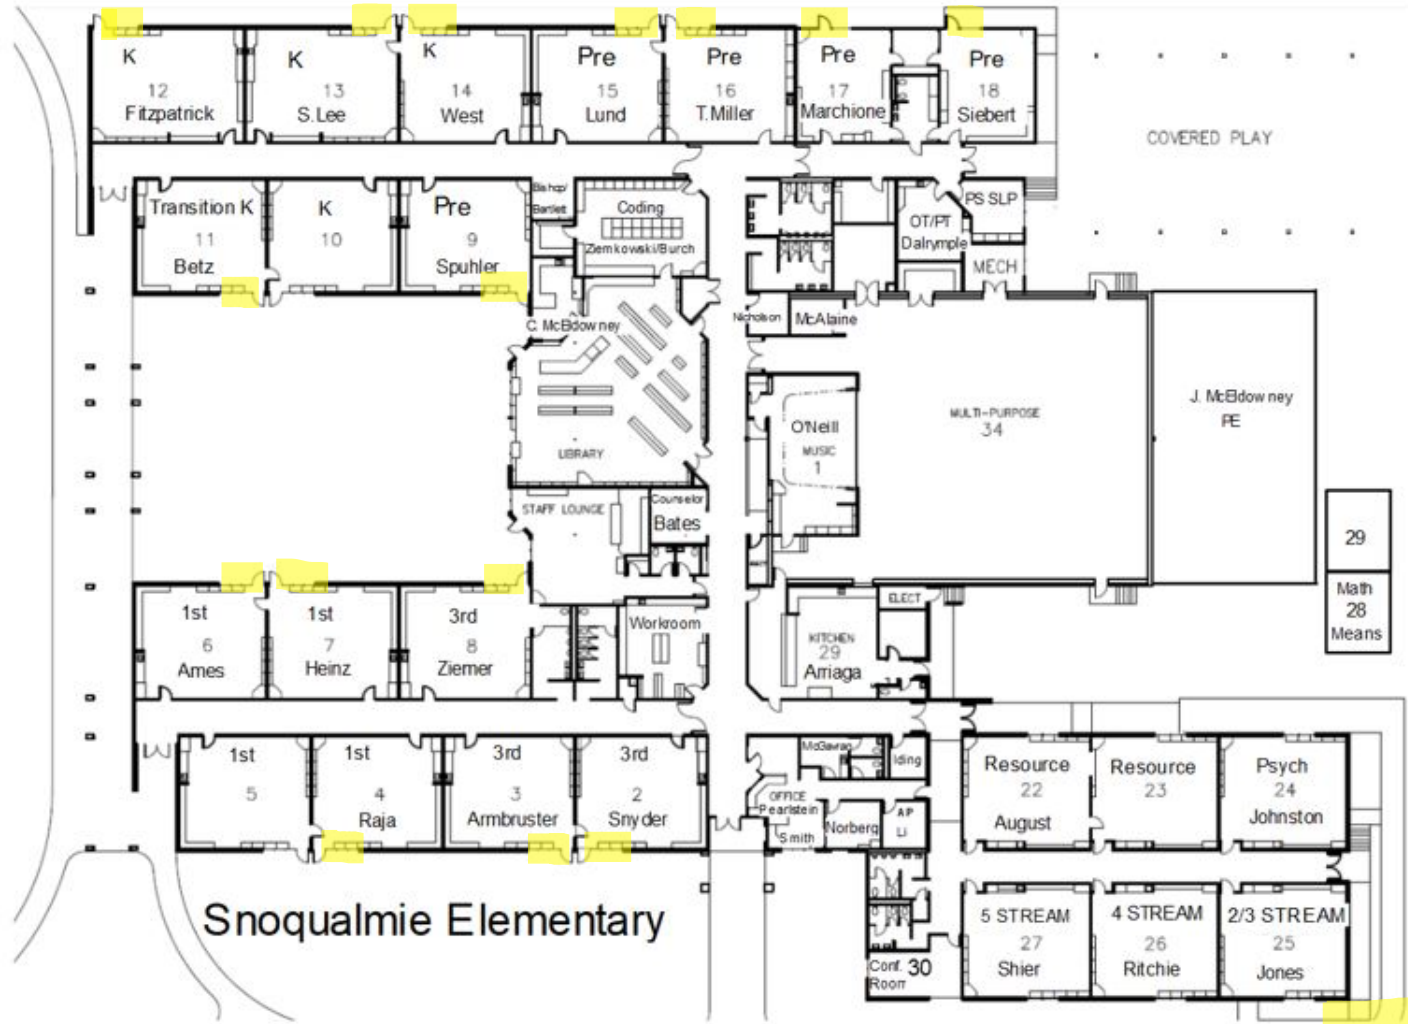 K
12
Fitzpatrick
K
13
S.Lee
K
14
West
Pre
15
Lund
Pre
16
T.Miller
Pre
17
Marchione
Pre
18
Siebert
COVERED PLAY
Transition K
11
Betz
K
10
Pre
9
Spuhler
Bishop/
Bartlett
Coding
Ziemkowski/Burch
OT/PT
Dalrymple
PS SLP
MECH
C. McEldowney
LIBRARY
Nicholson
McAlaine
O'Neill
MUSIC
1
MULTI-PURPOSE
34
J. McEldowney
PE
STAFF LOUNGE
Counselor
Bates
29
Math
28
Means
1st
6
Ames
1st
7
Heinz
3rd
8
Ziemer
Workroom
KITCHEN
29
Arriaga
ELECT
1st
5
1st
4
Raja
3rd
3
Armbruster
3rd
2
Snyder
OFFICE
Pearlstein
Smith
Iding
Norberg
AP
Li
Resource
22
August
Resource
23
Psych
24
Johnston
5 STREAM
27
Shier
4 STREAM
26
Ritchie
2/3 STREAM
25
Jones
Conf. 30
Room
Snoqualmie Elementary